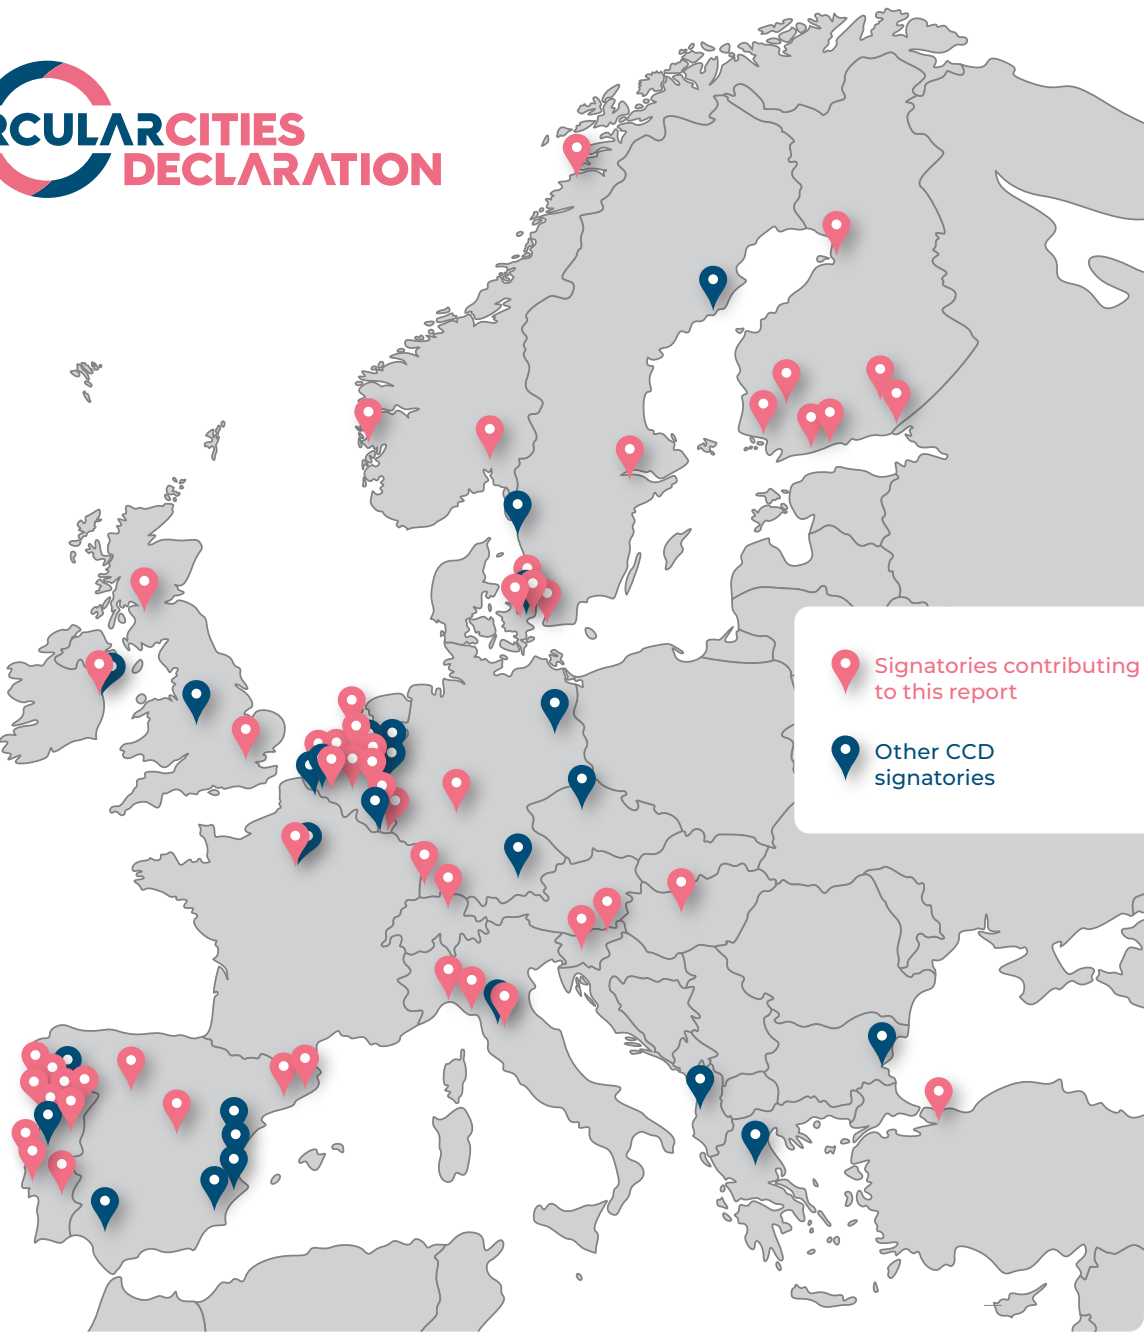 RCULARCITIES
DECLARATION
Signatories contributing
to this report
Other CCD
signatories